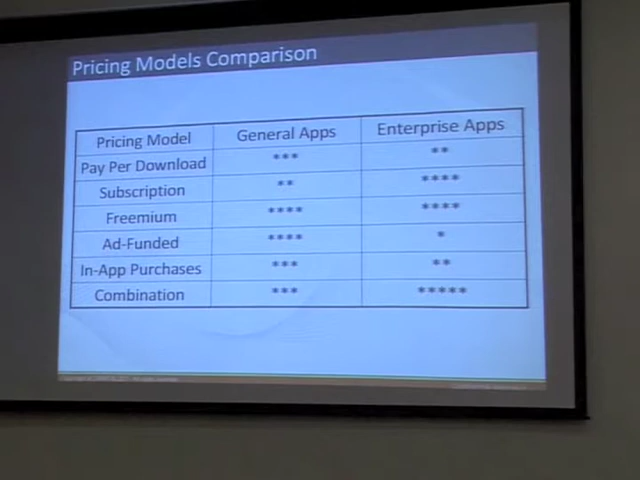 Pricing Models Comparison
Pricing Model General Apps Enterprise Apps
Pay Per Download *** **
Subscription ** ****
Freemium **** ****
Ad-Funded **** *
In-App Purchases *** **
Combination *** *****